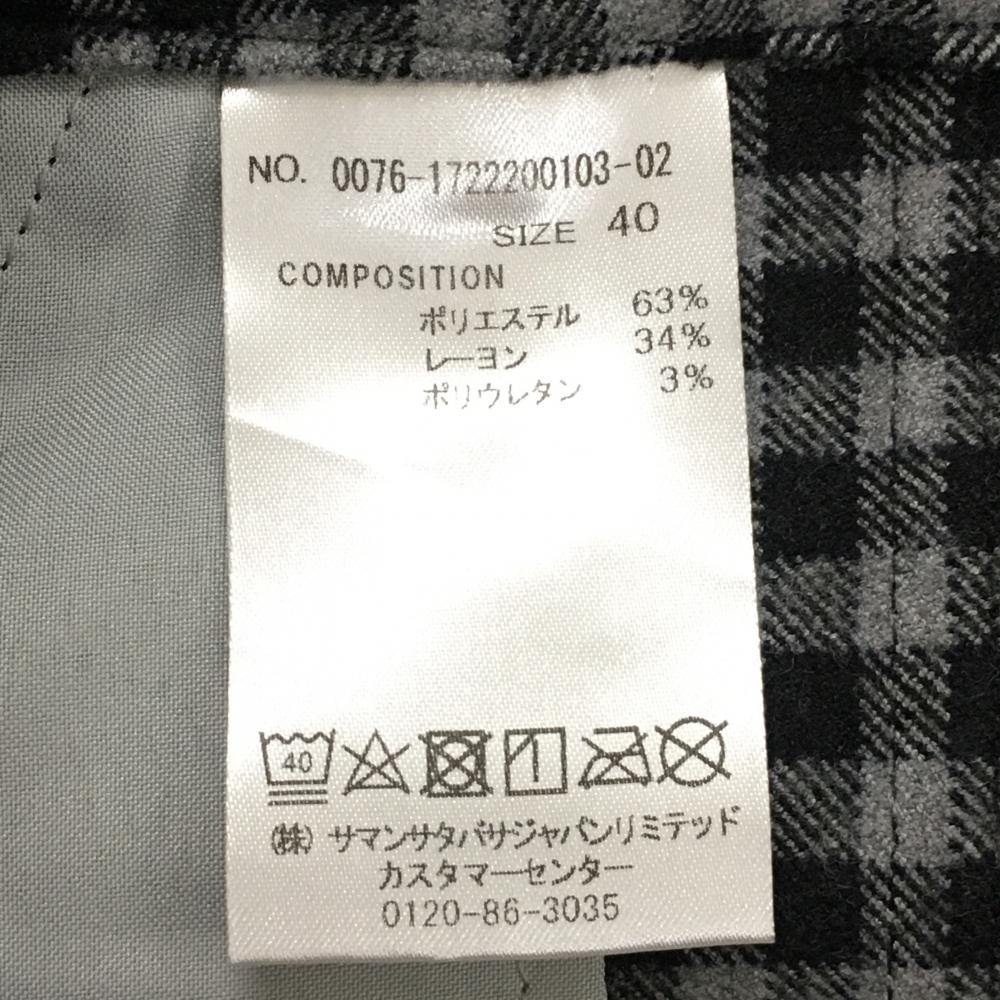 NO. 0076-1722200103-02
SIZE 40
COMPOSITION
ポリエステル 63%
レーヨン 34%
ポリウレタン 3%
40
(株) サマンサタバサジャパンリミテッド
カスタマーセンター
0120-86-3035